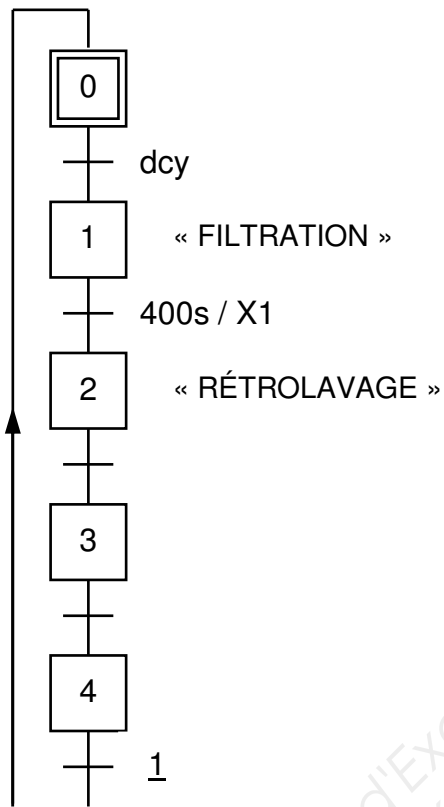 0
dcy
1 « FILTRATION »
400s / X1
2 « RÉTROLAVAGE »
3
4
1